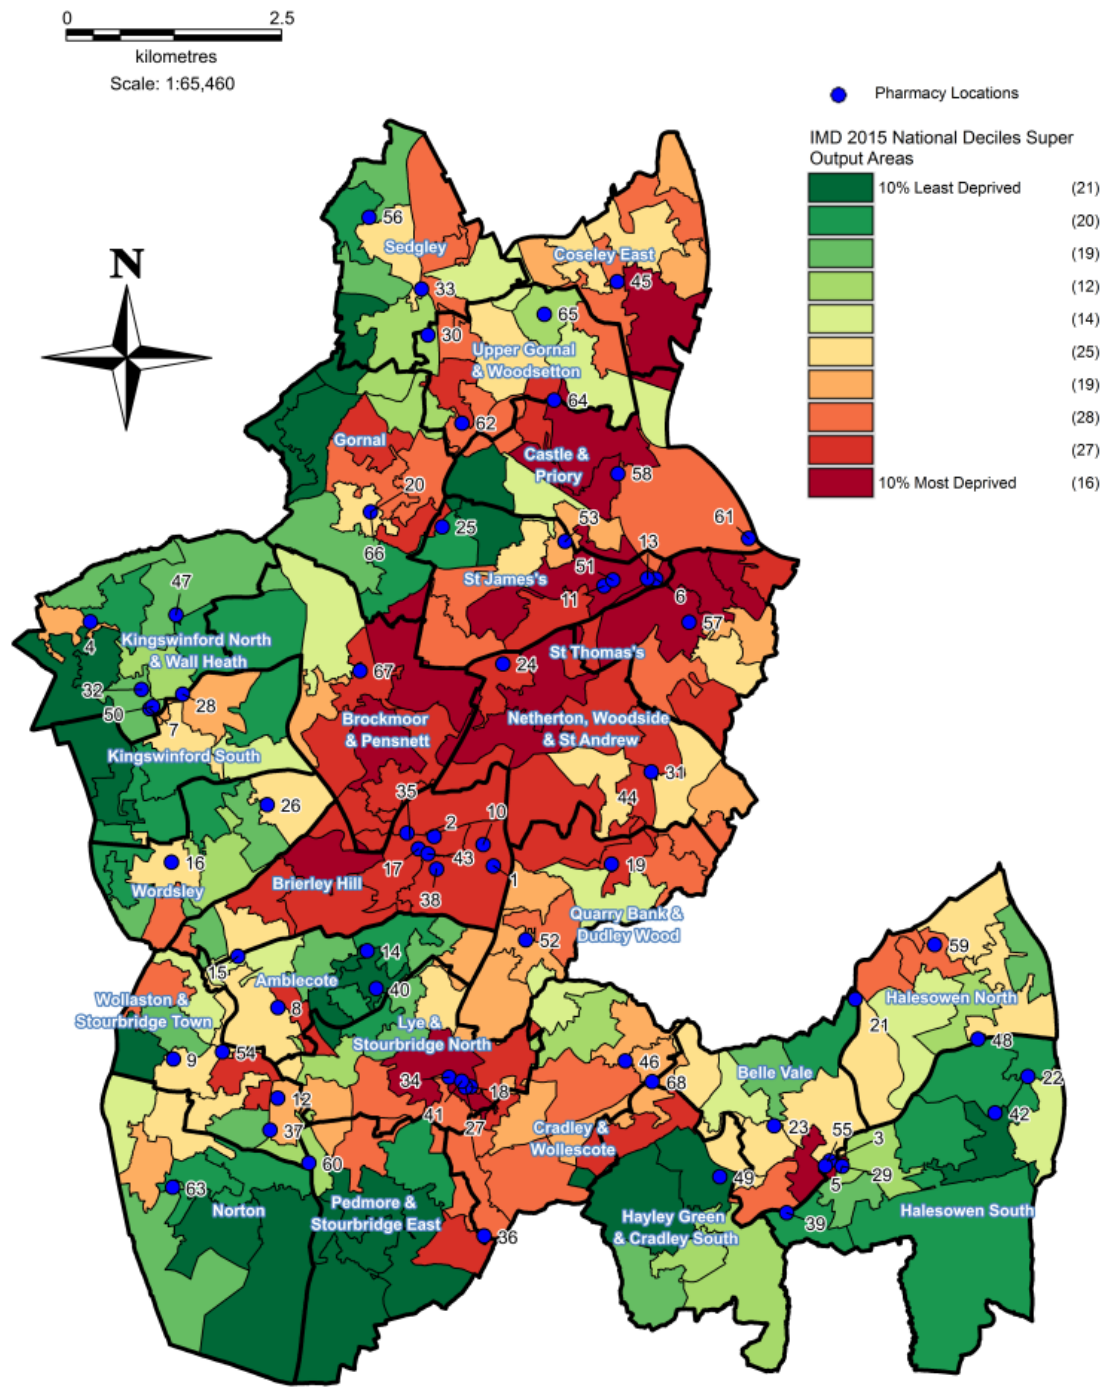 0 2.5
kilometres
Scale: 1:65,460
Pharmacy Locations
IMD 2015 National Deciles Super
Output Areas
10% Least Deprived (21)
(20)
(19)
(12)
(14)
(25)
(19)
(28)
(27)
10% Most Deprived (16)
N
56
Sedgley
Coseley East
33
45
65
30
Upper Gornal
& Woodsetton
64
62
Gornal
Castle &
Priory
58
20
25
53
61
66
13
51
St James's
11
6
47
57
4
Kingswinford North
& Wall Heath
St Thomas's
24
67
32
28
50
7
Brockmoor
& Pensnett
Netherton, Woodside
& St Andrew
Kingswinford South
31
35
44
26
2
10
16
17
43
19
1
Wordsley
Brierley Hill
38
Quarry Bank &
Dudley Wood
52
59
14
15
Amblecote
40
Wollaston &
Stourbridge Town
8
Halesowen North
Lye &
Stourbridge North
21
48
54
9
46
Belle Vale
22
34
68
18
12
42
41
27
37
Cradley &
Wollescote
23
55
3
60
49
5
29
63
Norton
Pedmore &
Stourbridge East
Hayley Green
& Cradley South
39
Halesowen South
36